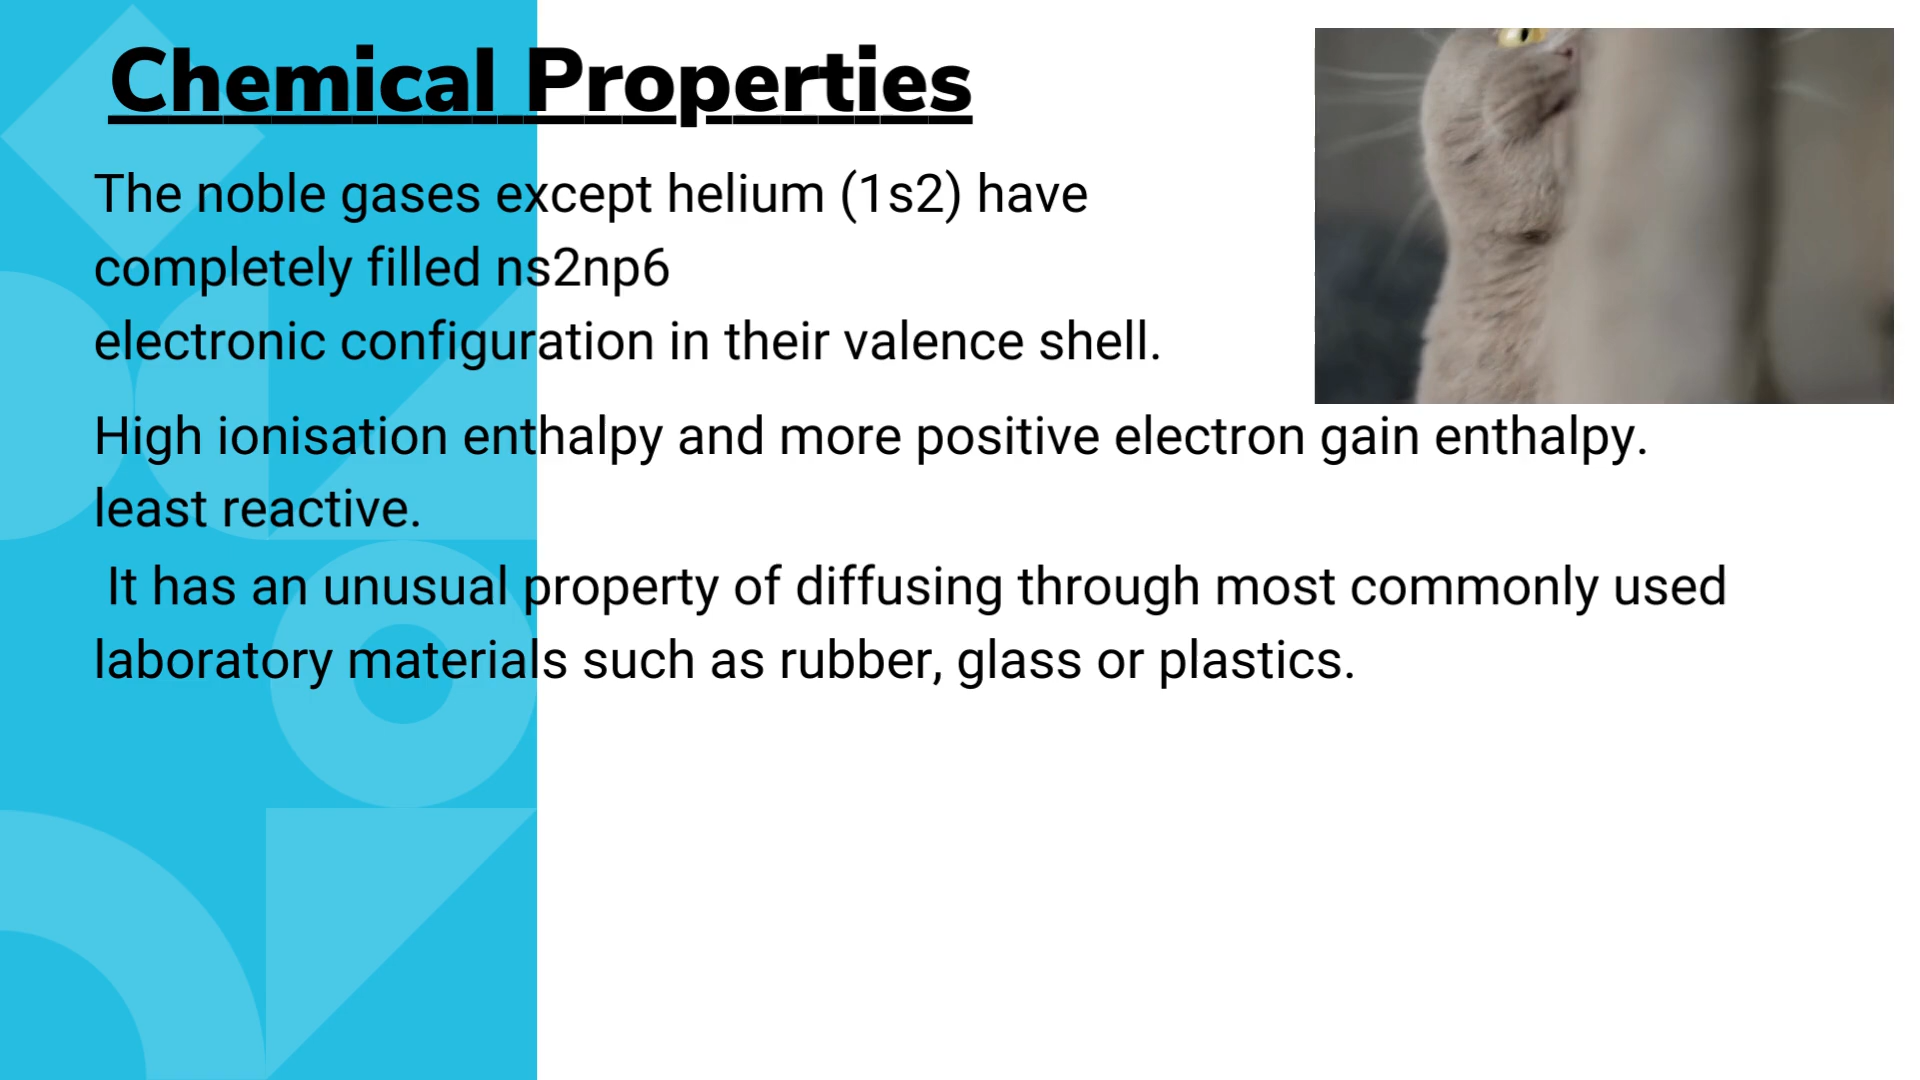 Chemical Properties
The noble gases except helium (1s2) have
completely filled ns2np6
electronic configuration in their valence shell.
High ionisation enthalpy and more positive electron gain enthalpy.
least reactive.
It has an unusual property of diffusing through most commonly used
laboratory materials such as rubber, glass or plastics.